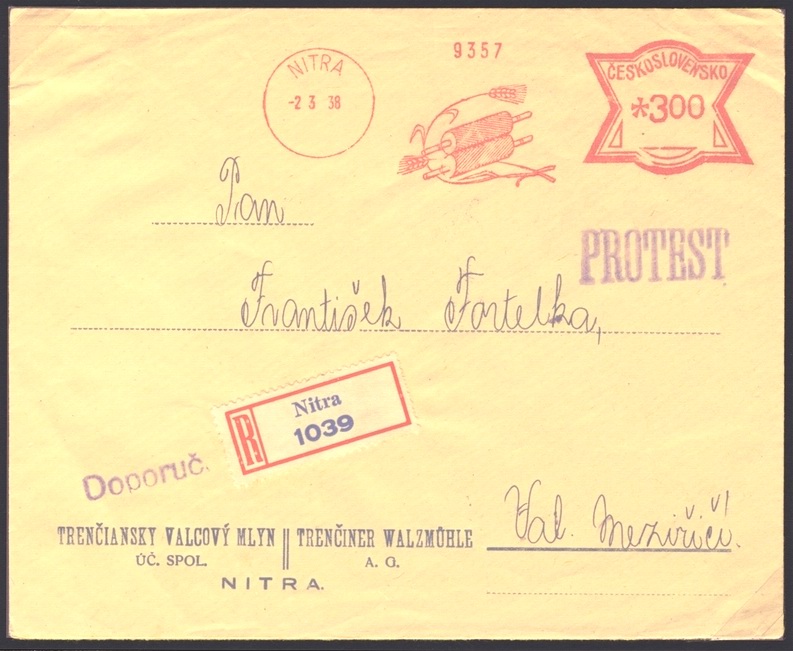 9357
NITRA
-2 3 38
ČESKOSLOVENSKO
*300
Pan
PROTEST
František Fortelka,
R
Nitra
1039
Doporuč.
Val. Meziříčí.
TRENČIANSKY VALCOVÝ MLYN
ÚČ. SPOL.
TRENČINER WALZMÜHLE
A. G.
NITRA.